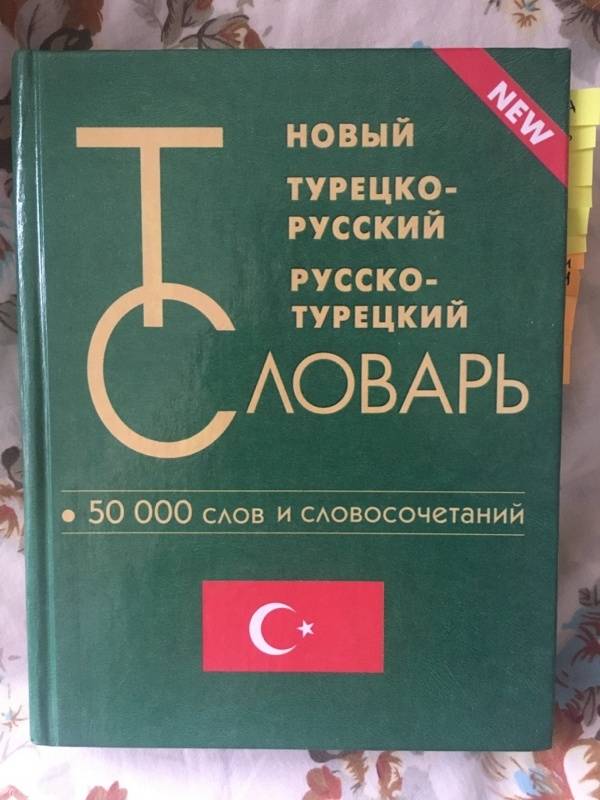 NEW
НОВЫЙ
ТУРЕЦКО-
РУССКИЙ
РУССКО-
ТУРЕЦКИЙ
Т
СЛОВАРЬ
• 50 000 СЛОВ И СЛОВОСОЧЕТАНИЙ